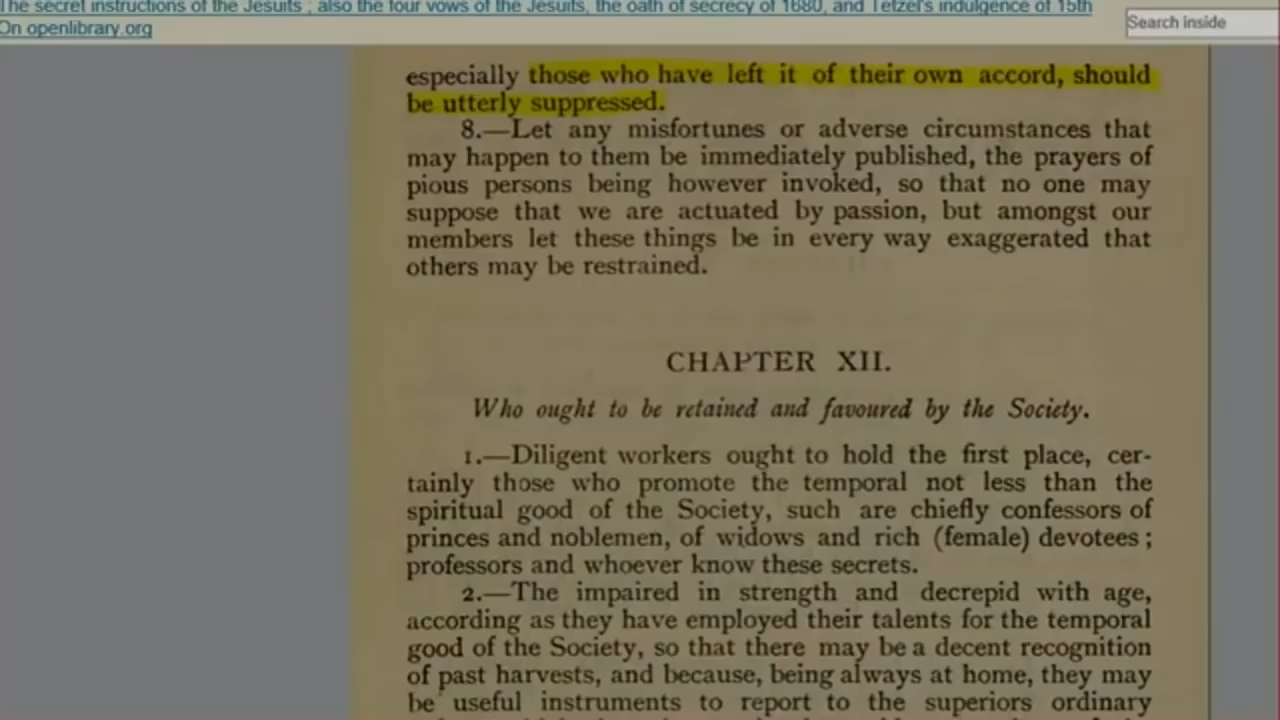 The secret instructions of the Jesuits ; also the four vows of the Jesuits, the oath of secrecy of 1680, and Tetzel's indulgence of 15th
On openlibrary.org
Search inside
especially those who have left it of their own accord, should
be utterly suppressed.
8.—Let any misfortunes or adverse circumstances that
may happen to them be immediately published, the prayers of
pious persons being however invoked, so that no one may
suppose that we are actuated by passion, but amongst our
members let these things be in every way exaggerated that
others may be restrained.
CHAPTER XII.
Who ought to be retained and favoured by the Society.
1.—Diligent workers ought to hold the first place, cer-
tainly those who promote the temporal not less than the
spiritual good of the Society, such are chiefly confessors of
princes and noblemen, of widows and rich (female) devotees ;
professors and whoever know these secrets.
2.—The impaired in strength and decrepid with age,
according as they have employed their talents for the temporal
good of the Society, so that there may be a decent recognition
of past harvests, and because, being always at home, they may
be useful instruments to report to the superiors ordinary